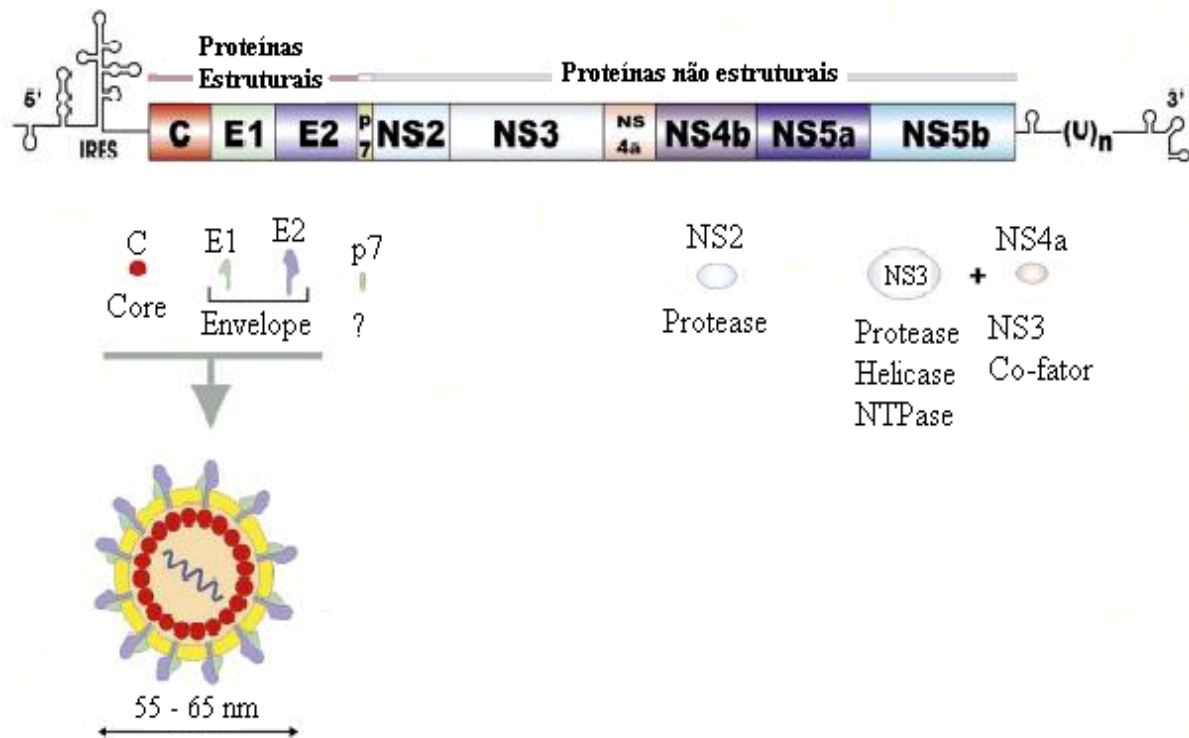 Proteínas
Estruturais
Proteínas não estruturais
5'
3'
IRES
C
E1
E2
p
7
NS2
NS3
NS
4a
NS4b
NS5a
NS5b
(U)n
C
E1
E2
p7
Core
Envelope
?
NS2
Protease
NS3
+
NS4a
Protease
Helicase
NTPase
NS3
Co-fator
55 - 65 nm